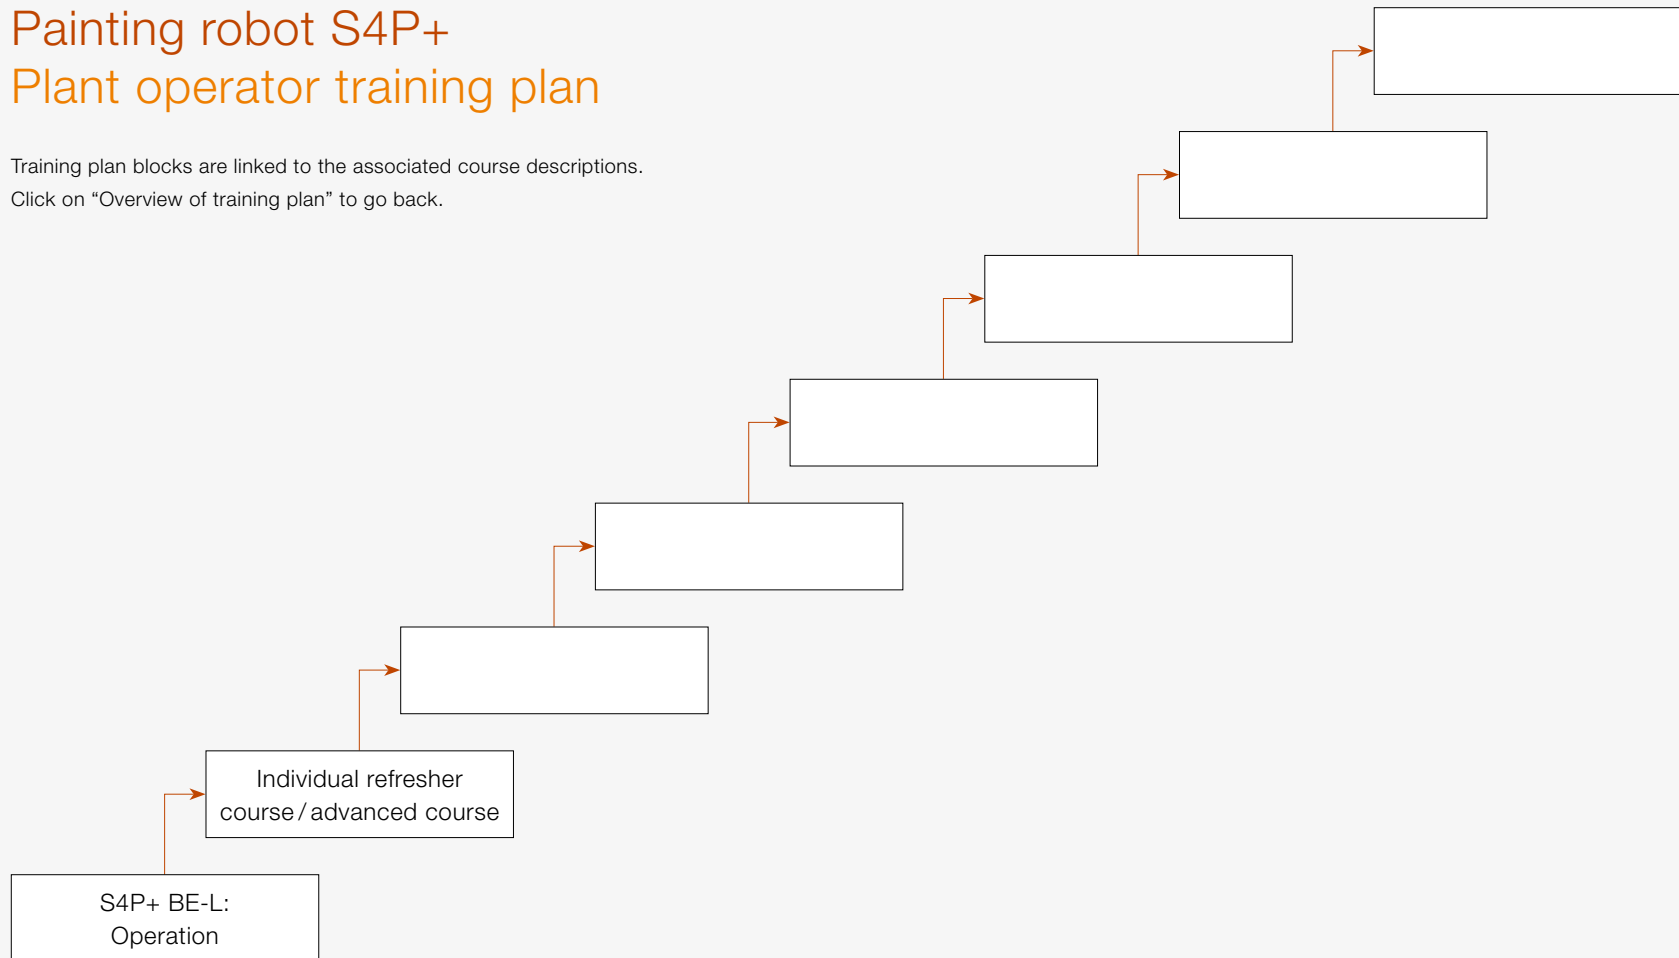 Painting robot S4P+
Plant operator training plan
Training plan blocks are linked to the associated course descriptions.
Click on “Overview of training plan” to go back.
Individual refresher
course / advanced course
S4P+ BE-L:
Operation